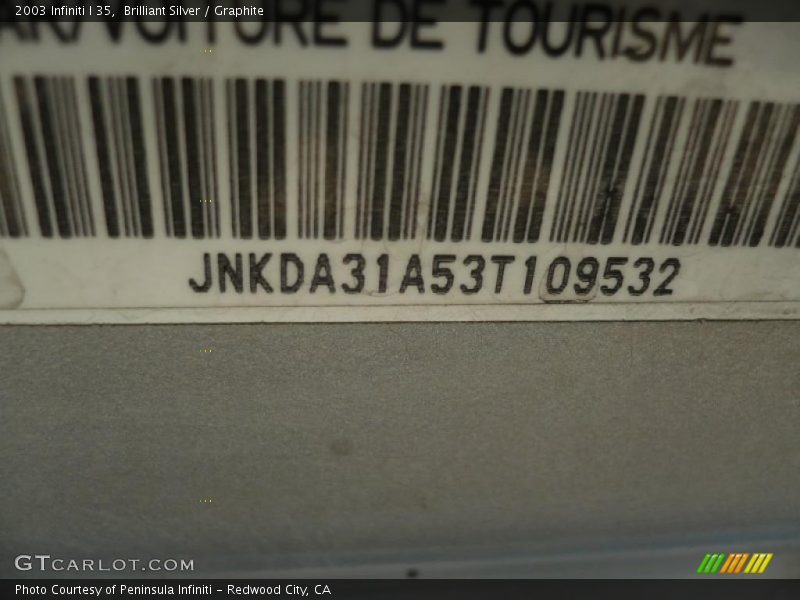 2003 Infiniti I 35, Brilliant Silver / Graphite
VOITURE DE TOURISME
JNKDA31A53T109532
GTCARLOT.COM
Photo Courtesy of Peninsula Infiniti - Redwood City, CA